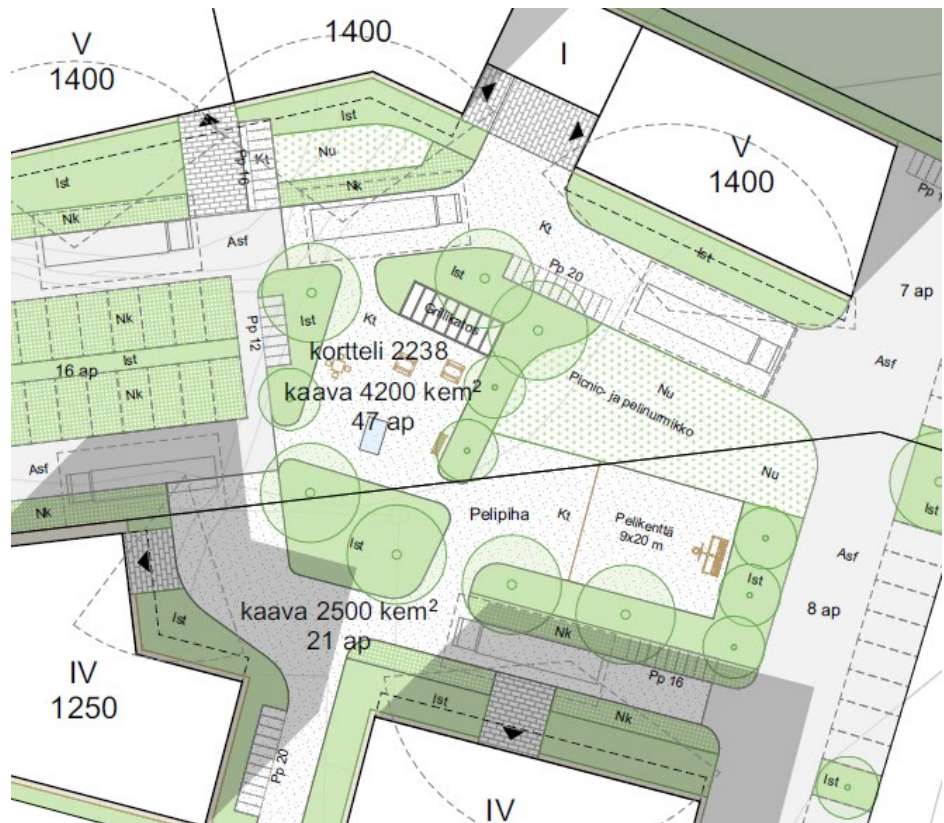 V
1400
1400
I
V
1400
Ist
Nu
Kt
Pp 16
Ist
Nk
Nk
Asf
Kt
Ist
7 ap
Pp 20
Ist
Nk
Ist
Kt
Grillikatos
Pp 12
Ist
16 ap
Nk
kortteli 2238
kaava 4200 kem²
47 ap
Nu
Picnic- ja pelinurmikko
Asf
Asf
Nk
Nu
Ist
Pelipiha
Kt
Pelikenttä
9x20 m
Ist
Ist
Asf
8 ap
kaava 2500 kem²
21 ap
Ist
Nk
Pp 16
IV
1250
Ist
Nk
Pp 20
IV
Ist